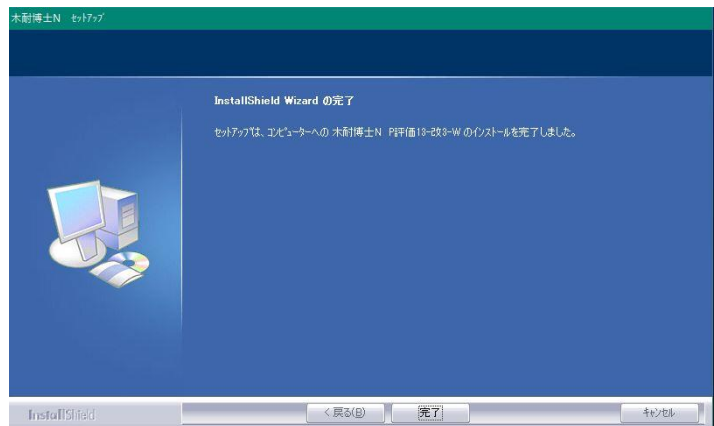 木耐博士N ｾｯﾄｱｯﾌﾟ
InstallShield Wizard の完了
ｾｯﾄｱｯﾌﾟは、ｺﾝﾋﾟｭｰﾀｰへの 木耐博士N P評価13-改3-W のｲﾝｽﾄｰﾙを完了しました。
InstallShield
< 戻る(B)
完了
ｷｬﾝｾﾙ